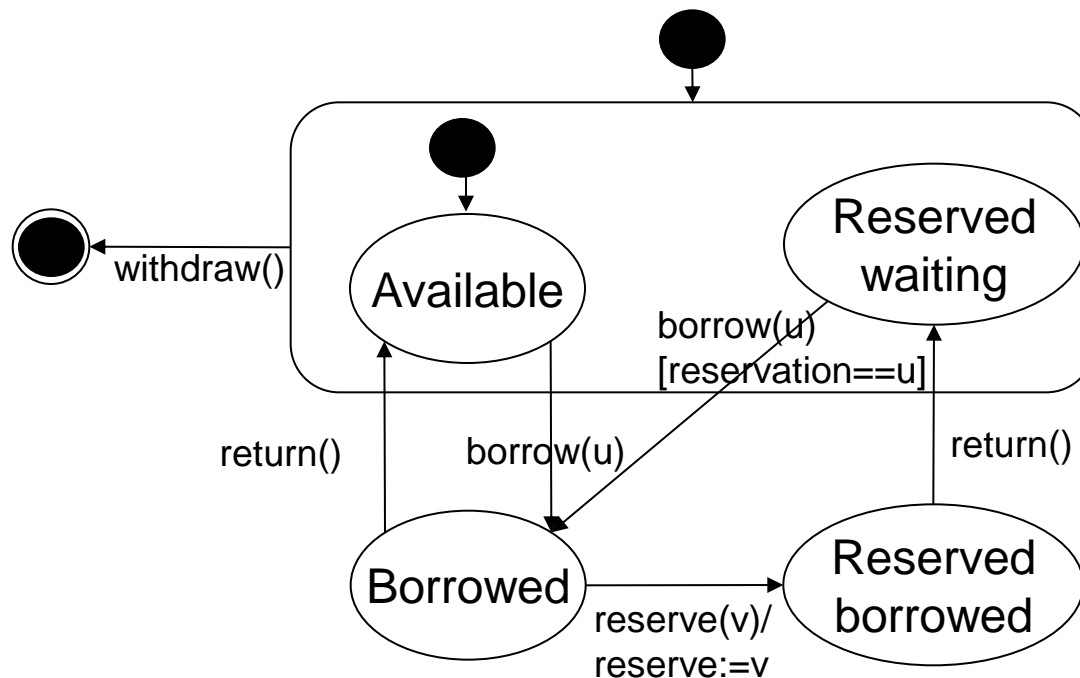 Reserved
waiting
withdraw()
Available
borrow(u)
[reservation==u]
return()
borrow(u)
return()
Borrowed
Reserved
borrowed
reserve(v)/
reserve:=v